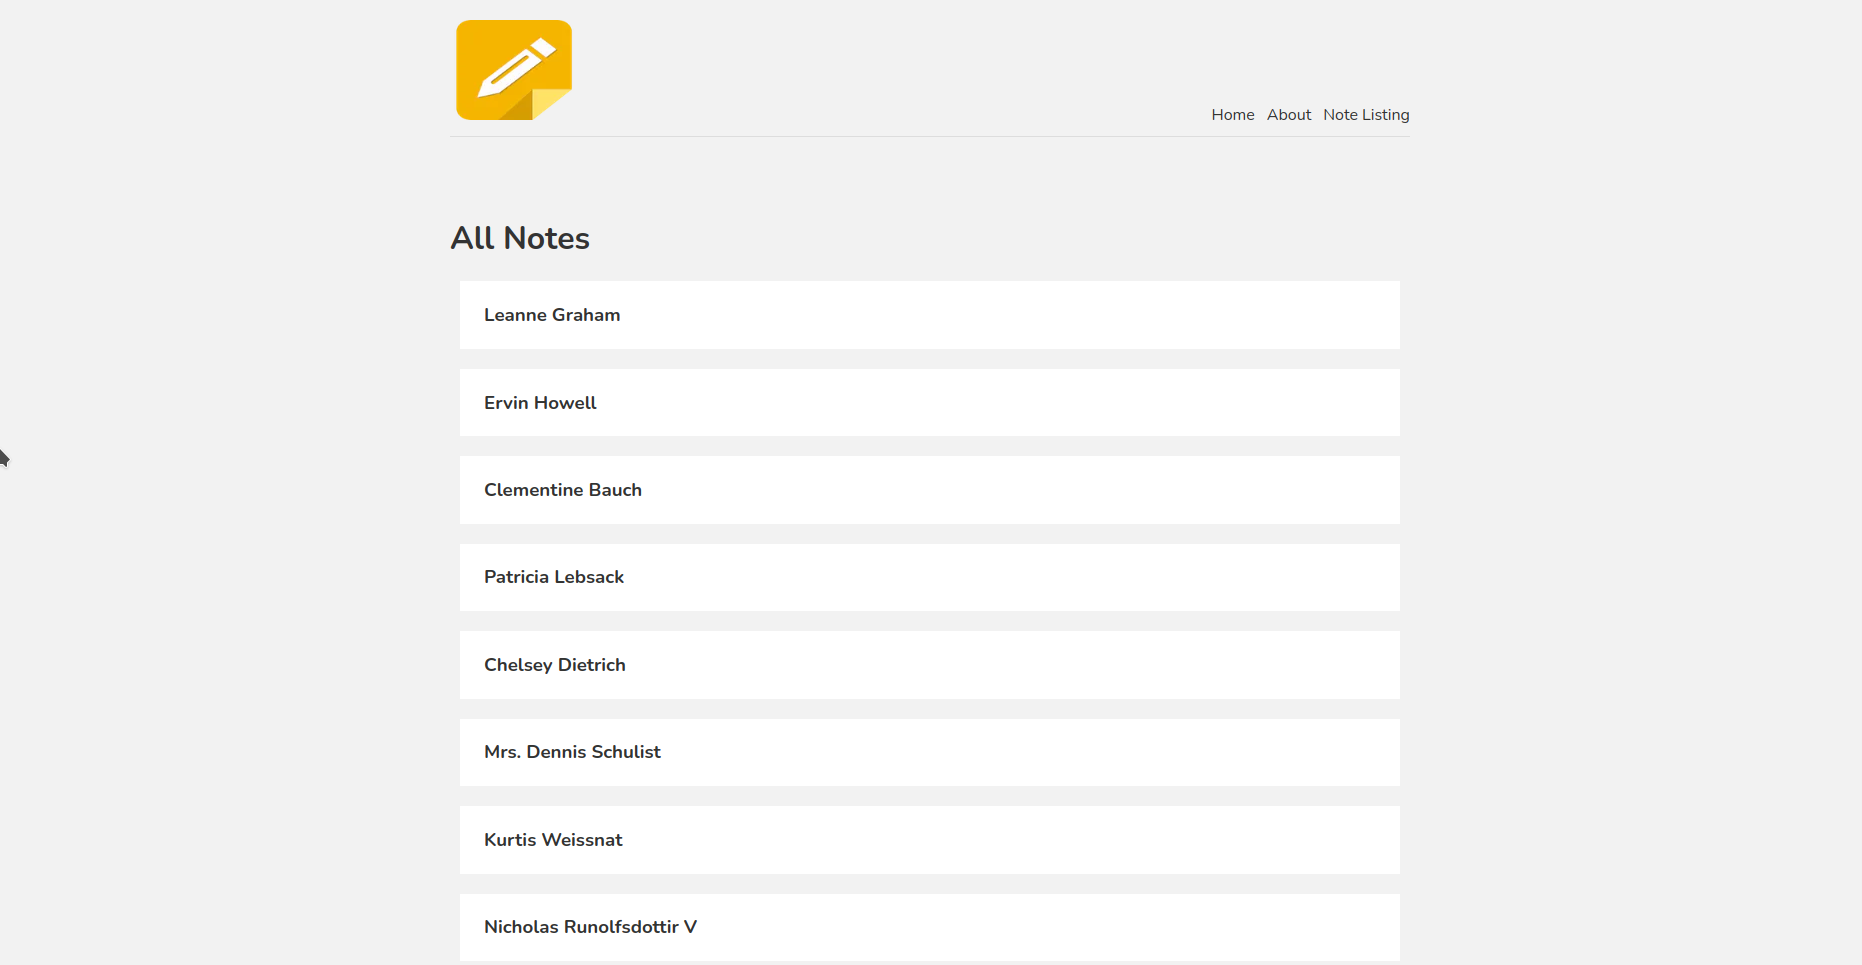 Home About Note Listing
All Notes
Leanne Graham
Ervin Howell
Clementine Bauch
Patricia Lebsack
Chelsey Dietrich
Mrs. Dennis Schulist
Kurtis Weissnat
Nicholas Runolfsdottir V